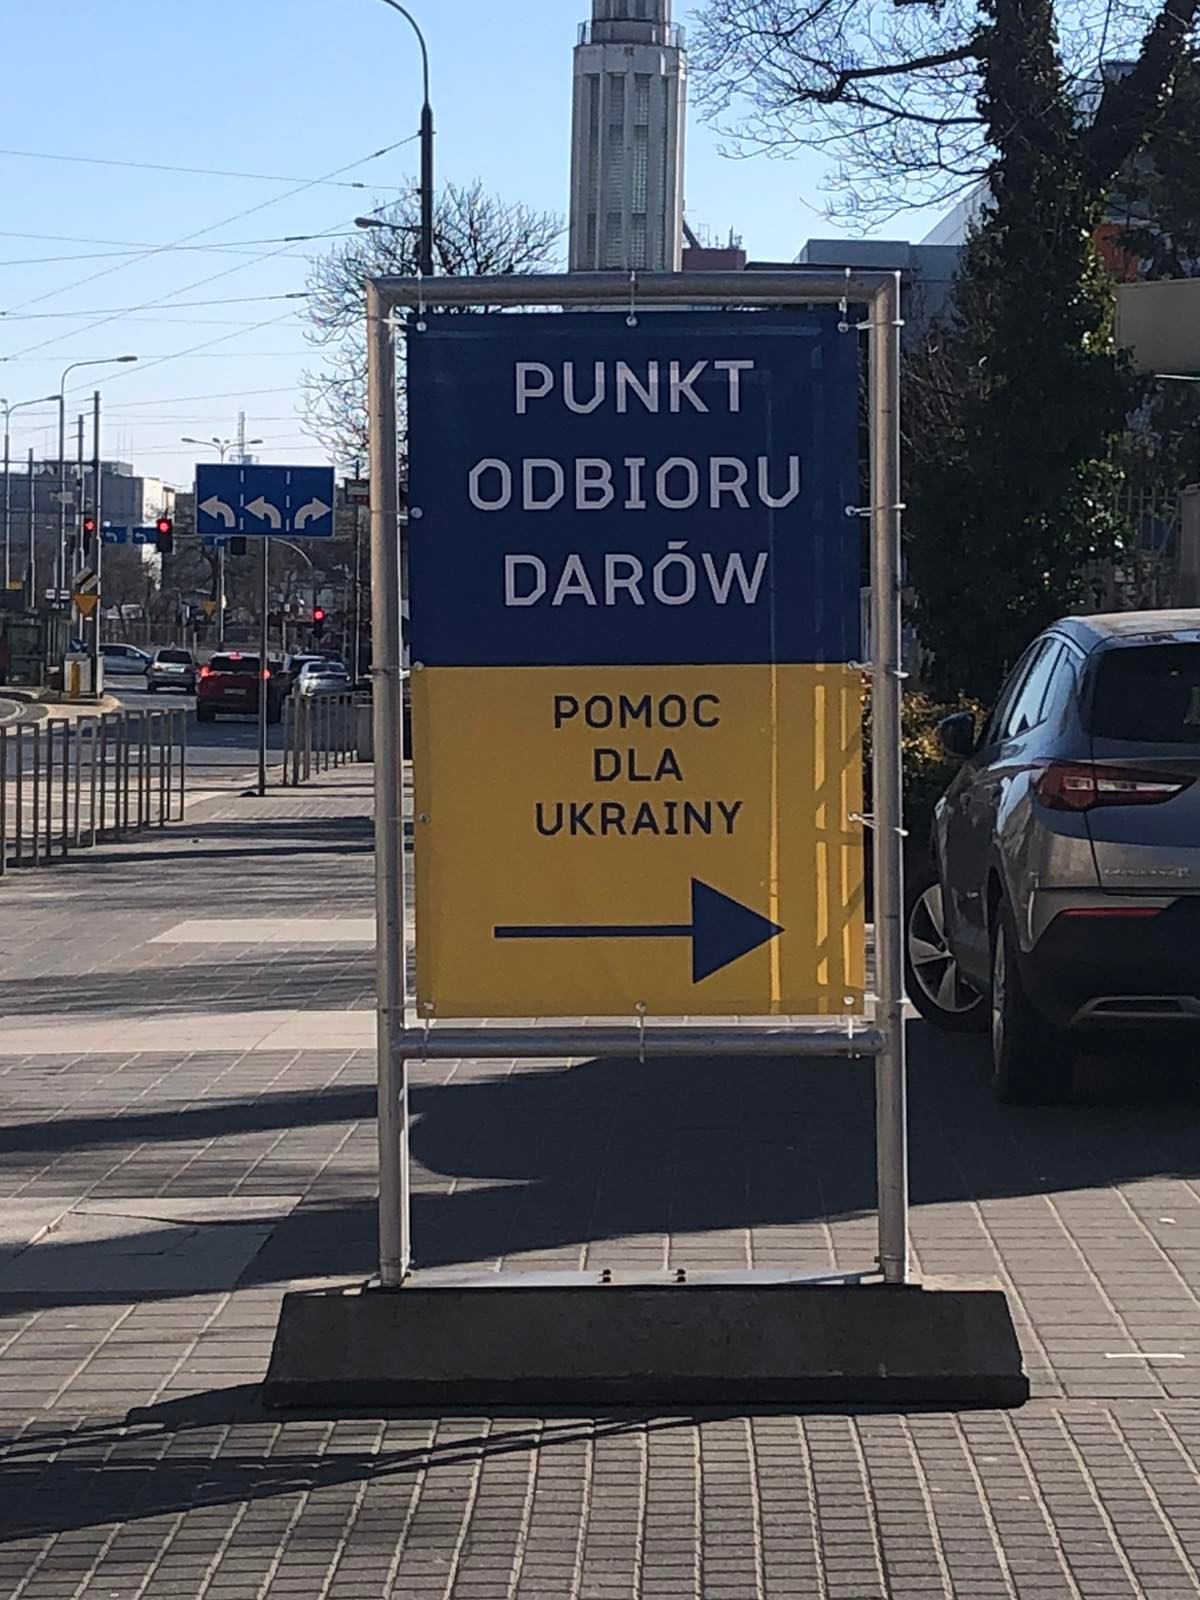 PUNKT
ODBIORU
DARÓW
POMOC
DLA
UKRAINY